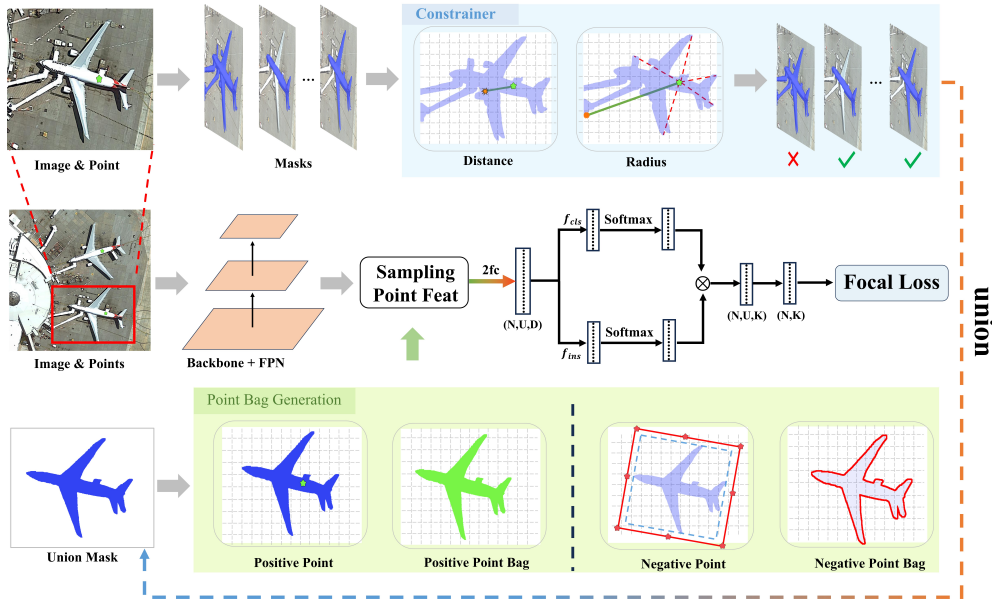 Constrainer
...
...
Image & Point
Masks
Distance
Radius
Image & Points
Backbone + FPN
Sampling
Point Feat
2fc
(N,U,D)
f_cls
Softmax
f_ins
Softmax
(N,U,K)
(N,K)
Focal Loss
union
Point Bag Generation
Union Mask
Positive Point
Positive Point Bag
Negative Point
Negative Point Bag